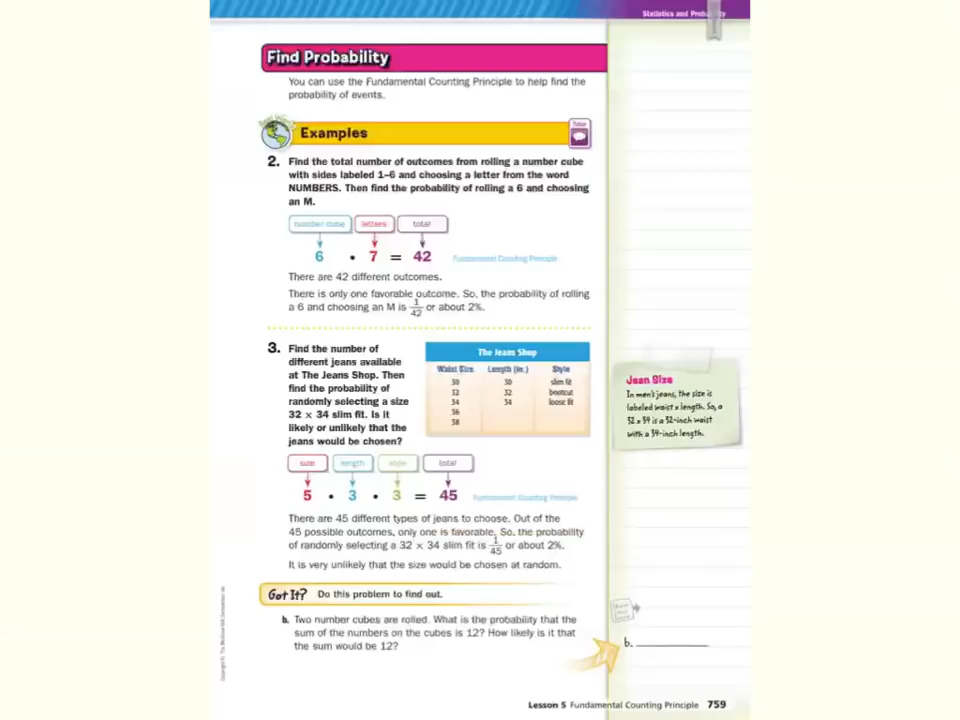 Statistics and Probability
Find Probability
You can use the Fundamental Counting Principle to help find the
probability of events.
Examples
Tutor
2. Find the total number of outcomes from rolling a number cube
with sides labeled 1–6 and choosing a letter from the word
NUMBERS. Then find the probability of rolling a 6 and choosing
an M.
number cube letters total
6 • 7 = 42 Fundamental Counting Principle
There are 42 different outcomes.
There is only one favorable outcome. So, the probability of rolling
a 6 and choosing an M is 1/42 or about 2%.
3. Find the number of
different jeans available
at The Jeans Shop. Then
find the probability of
randomly selecting a size
32 × 34 slim fit. Is it
likely or unlikely that the
jeans would be chosen?
The Jeans Shop
Waist Size Length (in.) Style
30 30 slim fit
32 32 bootcut
34 34 loose fit
36
38
Jean Size
In men's jeans, the size is
labeled waist x length. So, a
32 x 34 is a 32-inch waist
with a 34-inch length.
size length style total
5 • 3 • 3 = 45 Fundamental Counting Principle
There are 45 different types of jeans to choose. Out of the
45 possible outcomes, only one is favorable. So, the probability
of randomly selecting a 32 × 34 slim fit is 1/45 or about 2%.
It is very unlikely that the size would be chosen at random.
Got It? Do this problem to find out.
b. Two number cubes are rolled. What is the probability that the
sum of the numbers on the cubes is 12? How likely is it that
the sum would be 12?
b.
Lesson 5 Fundamental Counting Principle 759